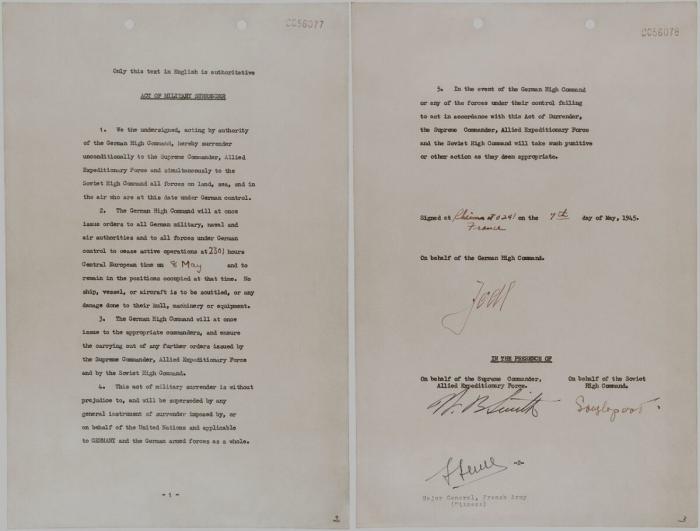 0056077
Only this text in English is authoritative
ACT OF MILITARY SURRENDER
1. We the undersigned, acting by authority
of the German High Command, hereby surrender
unconditionally to the Supreme Commander, Allied
Expeditionary Force and simultaneously to the
Soviet High Command all forces on land, sea, and in
the air who are at this date under German control.
2. The German High Command will at once
issue orders to all German military, naval and
air authorities and to all forces under German
control to cease active operations at 2301 hours
Central European time on 8 May and to
remain in the positions occupied at that time. No
ship, vessel, or aircraft is to be scuttled, or any
damage done to their hull, machinery or equipment.
3. The German High Command will at once
issue to the appropriate commanders, and ensure
the carrying out of any further orders issued by
the Supreme Commander, Allied Expeditionary Force
and by the Soviet High Command.
4. This act of military surrender is without
prejudice to, and will be superseded by any
general instrument of surrender imposed by, or
on behalf of the United Nations and applicable
to GERMANY and the German armed forces as a whole.
- 1 -
0056078
5. In the event of the German High Command
or any of the forces under their control failing
to act in accordance with this Act of Surrender,
the Supreme Commander, Allied Expeditionary Force
and the Soviet High Command will take such punitive
or other action as they deem appropriate.
Signed at Rheims at 0241 on the 7th day of May, 1945.
France
On behalf of the German High Command.
Jodl
IN THE PRESENCE OF
On behalf of the Supreme Commander,
Allied Expeditionary Force.
W. B. Smith
On behalf of the Soviet
High Command.
Major General, French Army
(Witness)